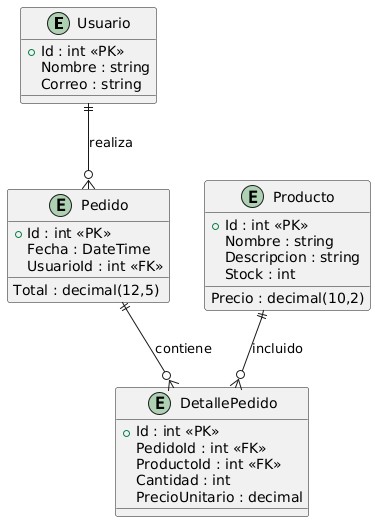 E Usuario
Id : int «PK»
Nombre : string
Correo : string
realiza
E Pedido
Id : int «PK»
Fecha : DateTime
UsuarioId : int «FK»
Total : decimal(12,5)
E Producto
Id : int «PK»
Nombre : string
Descripcion : string
Stock : int
Precio : decimal(10,2)
contiene
incluido
E DetallePedido
Id : int «PK»
PedidoId : int «FK»
ProductoId : int «FK»
Cantidad : int
PrecioUnitario : decimal